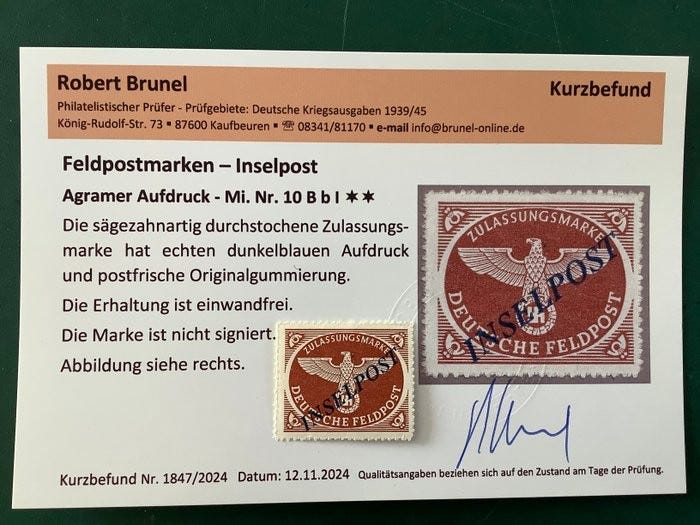 Robert Brunel
Kurzbefund
Philatelistischer Prüfer - Prüfgebiete: Deutsche Kriegsausgaben 1939/45
König-Rudolf-Str. 73 ▪ 87600 Kaufbeuren ▪ ☏ 08341/81170 ▪ e-mail info@brunel-online.de
Feldpostmarken – Inselpost
Agramer Aufdruck - Mi. Nr. 10 B b I ✶✶
Die sägezahnartig durchstochene Zulassungs-
marke hat echten dunkelblauen Aufdruck
und postfrische Originalgummierung.
Die Erhaltung ist einwandfrei.
Die Marke ist nicht signiert.
Abbildung siehe rechts.
ZULASSUNGSMARKE
INSELPOST
DEUTSCHE FELDPOST
ZULASSUNGSMARKE
INSELPOST
DEUTSCHE FELDPOST
Kurzbefund Nr. 1847/2024 Datum: 12.11.2024 Qualitätsangaben beziehen sich auf den Zustand am Tage der Prüfung.